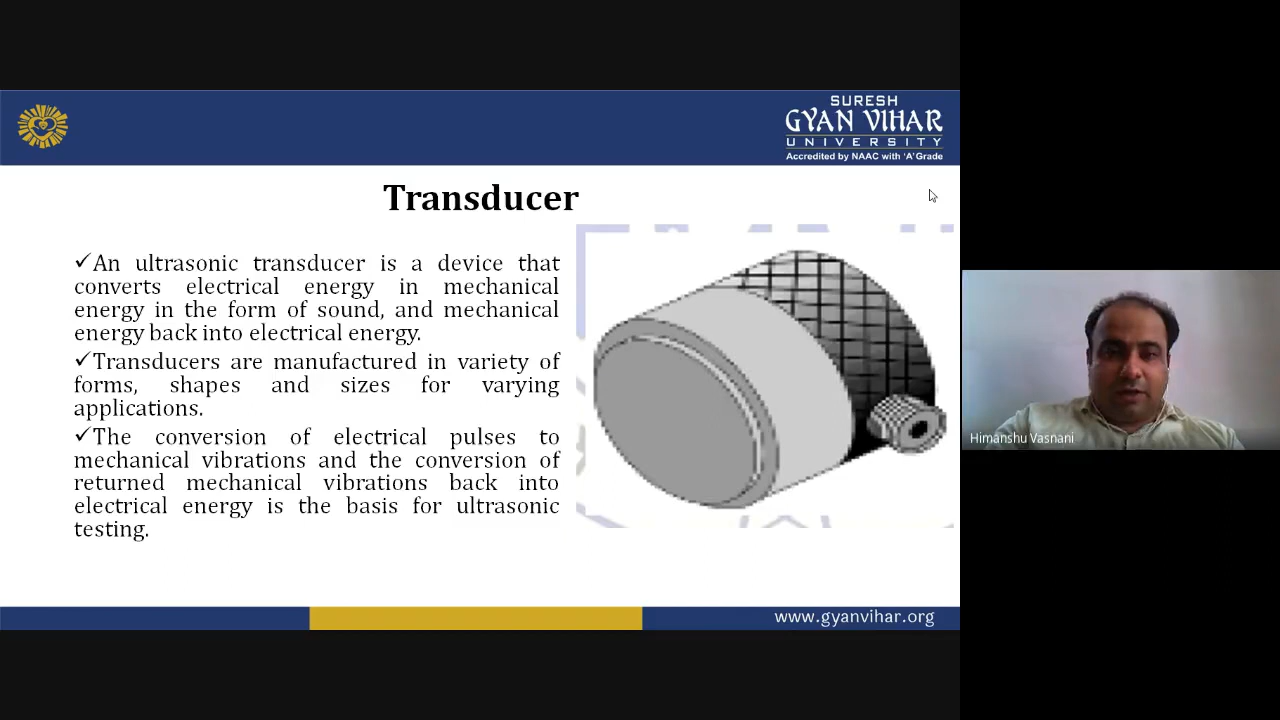 SURESH
GYAN VIHAR
UNIVERSITY
Accredited by NAAC with 'A' Grade
Transducer
✓An ultrasonic transducer is a device that
converts electrical energy in mechanical
energy in the form of sound, and mechanical
energy back into electrical energy.
✓Transducers are manufactured in variety of
forms, shapes and sizes for varying
applications.
✓The conversion of electrical pulses to
mechanical vibrations and the conversion of
returned mechanical vibrations back into
electrical energy is the basis for ultrasonic
testing.
Himanshu Vasnani
www.gyanvihar.org